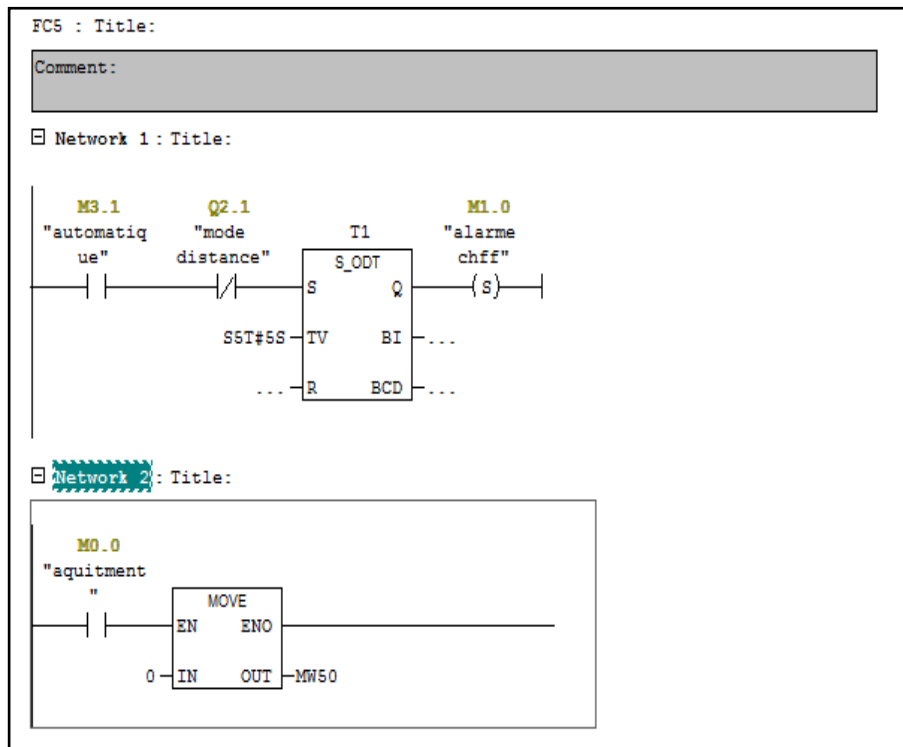 FC5 : Title:
Comment:
Network 1 : Title:
M3.1 Q2.1 M1.0
"automatiq "mode T1 "alarme
ue" distance" S_ODT chff"
S Q (S)
S5T#5S TV BI ...
... R BCD ...
Network 2 : Title:
M0.0
"aquitment
"
MOVE
EN ENO
0 IN OUT MW50